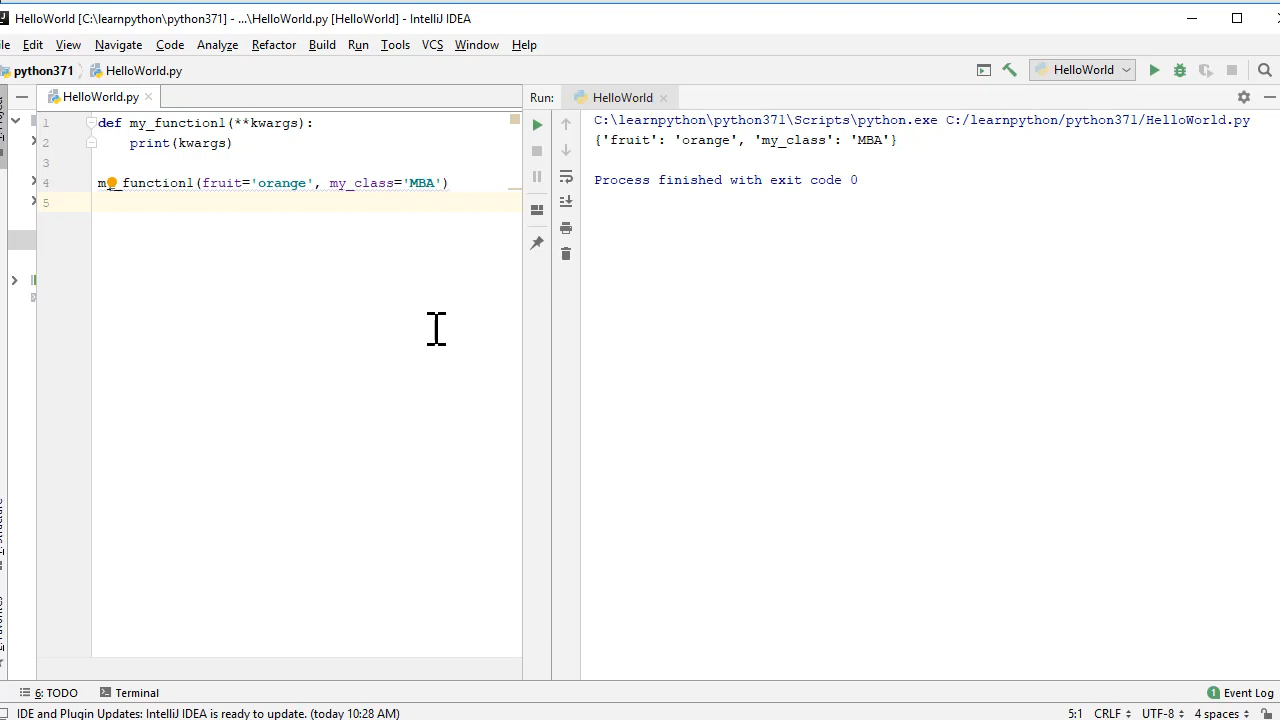 HelloWorld [C:\learnpython\python371] - ...\HelloWorld.py [HelloWorld] - IntelliJ IDEA
Edit View Navigate Code Analyze Refactor Build Run Tools VCS Window Help
python371 HelloWorld.py HelloWorld
HelloWorld.py
Run: HelloWorld
1 def my_function1(**kwargs):
2 print(kwargs)
3
4 my_function1(fruit='orange', my_class='MBA')
5
C:\learnpython\python371\Scripts\python.exe C:/learnpython/python371/HelloWorld.py
{'fruit': 'orange', 'my_class': 'MBA'}
Process finished with exit code 0
6: TODO Terminal 1 Event Log
IDE and Plugin Updates: IntelliJ IDEA is ready to update. (today 10:28 AM) 5:1 CRLF UTF-8 4 spaces